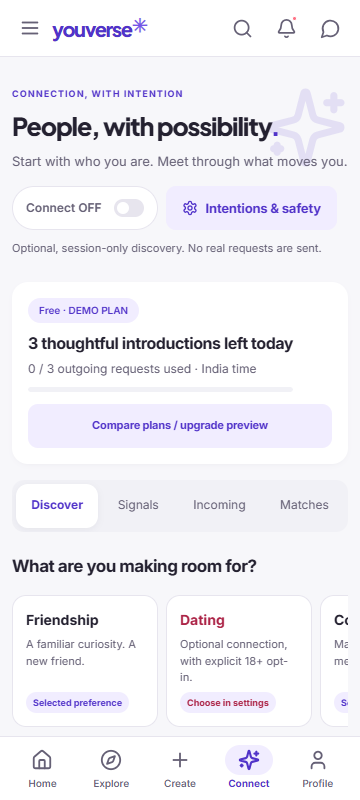 youverse
CONNECTION, WITH INTENTION
People, with possibility.
Start with who you are. Meet through what moves you.
Connect OFF
Intentions & safety
Optional, session-only discovery. No real requests are sent.
Free · DEMO PLAN
3 thoughtful introductions left today
0 / 3 outgoing requests used · India time
Compare plans / upgrade preview
Discover Signals Incoming Matches
What are you making room for?
Friendship
A familiar curiosity. A
new friend.
Selected preference
Dating
Optional connection,
with explicit 18+ opt-
in.
Choose in settings
Home Explore Create Connect Profile